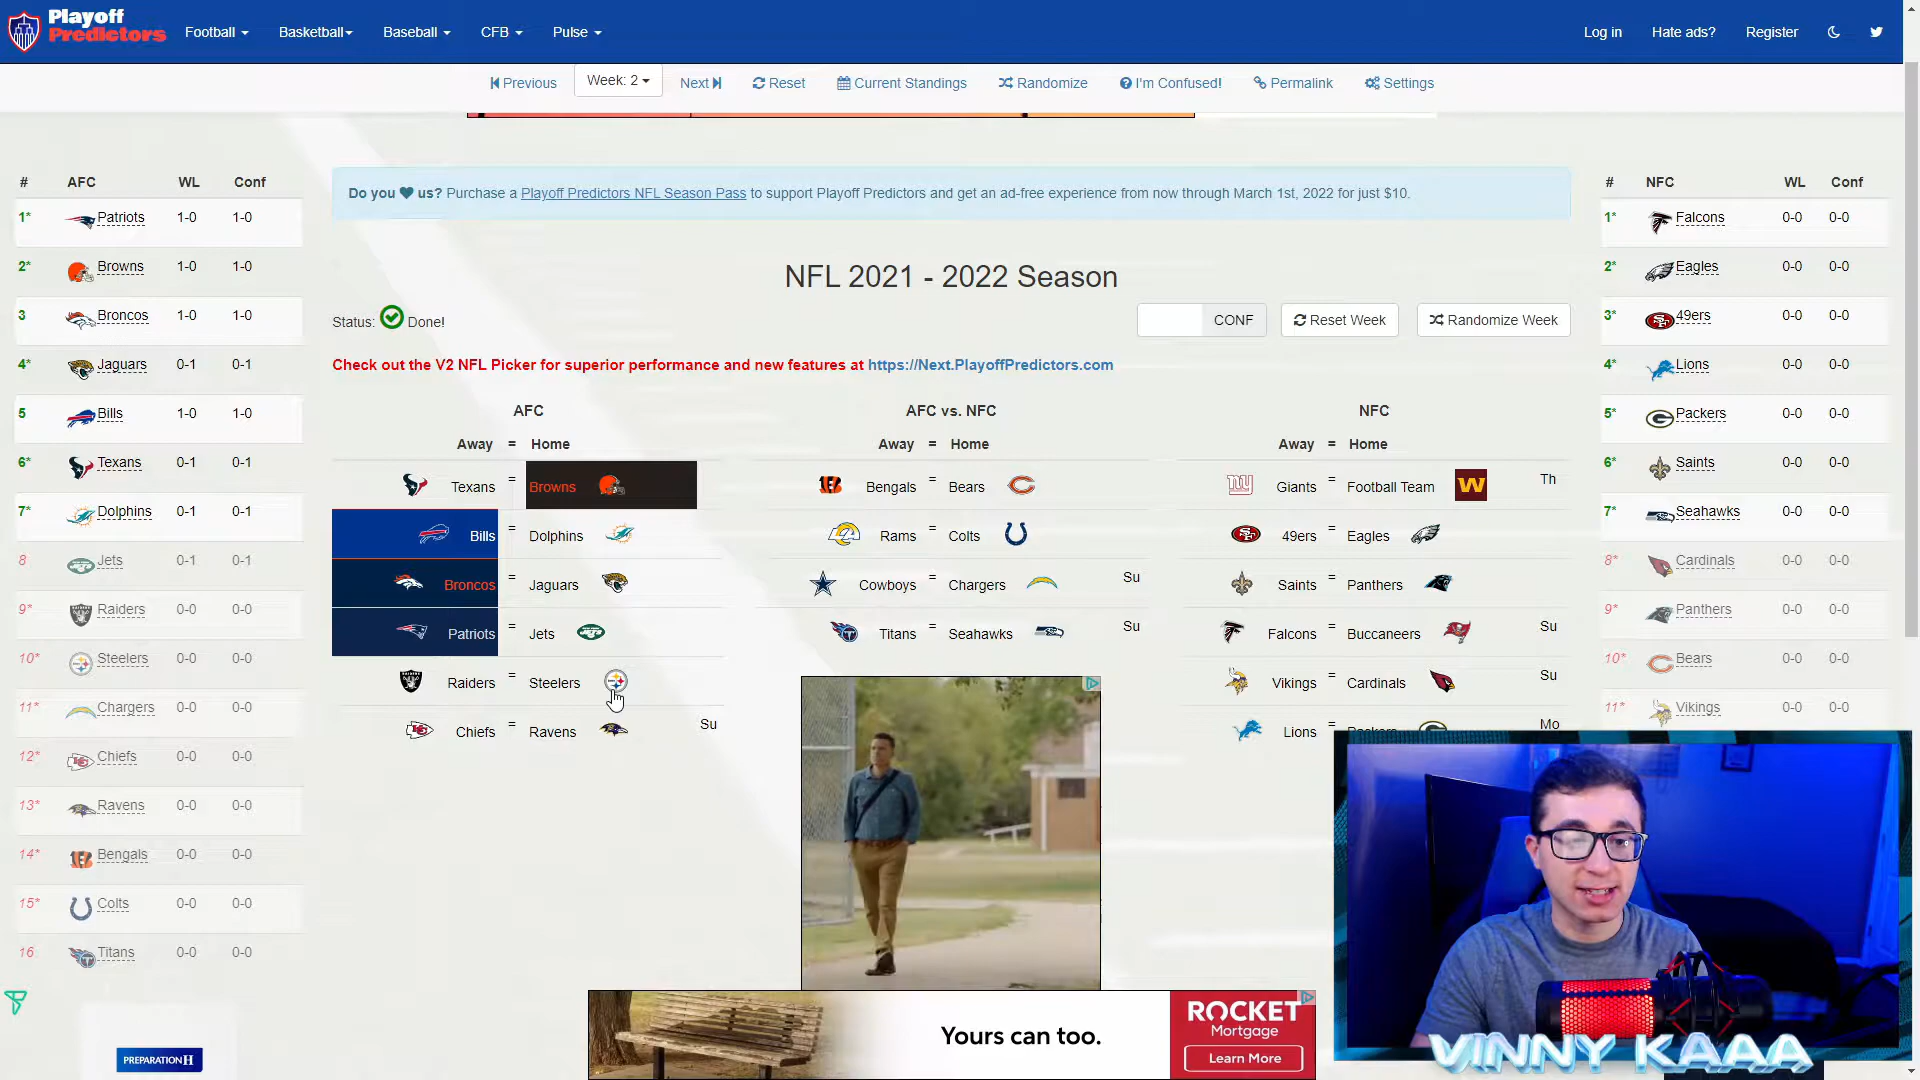 Playoff
Predictors
Football
Basketball
Baseball
CFB
Pulse
Log in
Hate ads?
Register
Previous
Week: 2
Next
Reset
Current Standings
Randomize
I'm Confused!
Permalink
Settings
# AFC WL Conf
1* Patriots 1-0 1-0
2* Browns 1-0 1-0
3 Broncos 1-0 1-0
4* Jaguars 0-1 0-1
5 Bills 1-0 1-0
6* Texans 0-1 0-1
7* Dolphins 0-1 0-1
8 Jets 0-1 0-1
9* Raiders 0-0 0-0
10* Steelers 0-0 0-0
11* Chargers 0-0 0-0
12* Chiefs 0-0 0-0
13* Ravens 0-0 0-0
14* Bengals 0-0 0-0
15* Colts 0-0 0-0
16 Titans 0-0 0-0
PREPARATION H
Do you us? Purchase a Playoff Predictors NFL Season Pass to support Playoff Predictors and get an ad-free experience from now through March 1st, 2022 for just $10.
NFL 2021 - 2022 Season
Status: Done!
CONF
Reset Week
Randomize Week
Check out the V2 NFL Picker for superior performance and new features at https://Next.PlayoffPredictors.com
AFC
Away = Home
Texans = Browns
Bills = Dolphins
Broncos = Jaguars
Patriots = Jets
Raiders = Steelers
Chiefs = Ravens Su
AFC vs. NFC
Away = Home
Bengals = Bears
Rams = Colts
Cowboys = Chargers Su
Titans = Seahawks Su
NFC
Away = Home
Giants = Football Team W Th
49ers = Eagles
Saints = Panthers
Falcons = Buccaneers Su
Vikings = Cardinals Su
Lions = Packers Mo
# NFC WL Conf
1* Falcons 0-0 0-0
2* Eagles 0-0 0-0
3* 49ers 0-0 0-0
4* Lions 0-0 0-0
5* Packers 0-0 0-0
6* Saints 0-0 0-0
7* Seahawks 0-0 0-0
8* Cardinals 0-0 0-0
9* Panthers 0-0 0-0
10* Bears 0-0 0-0
11* Vikings 0-0 0-0
Yours can too.
ROCKET
Mortgage
Learn More
VINNY KAAA